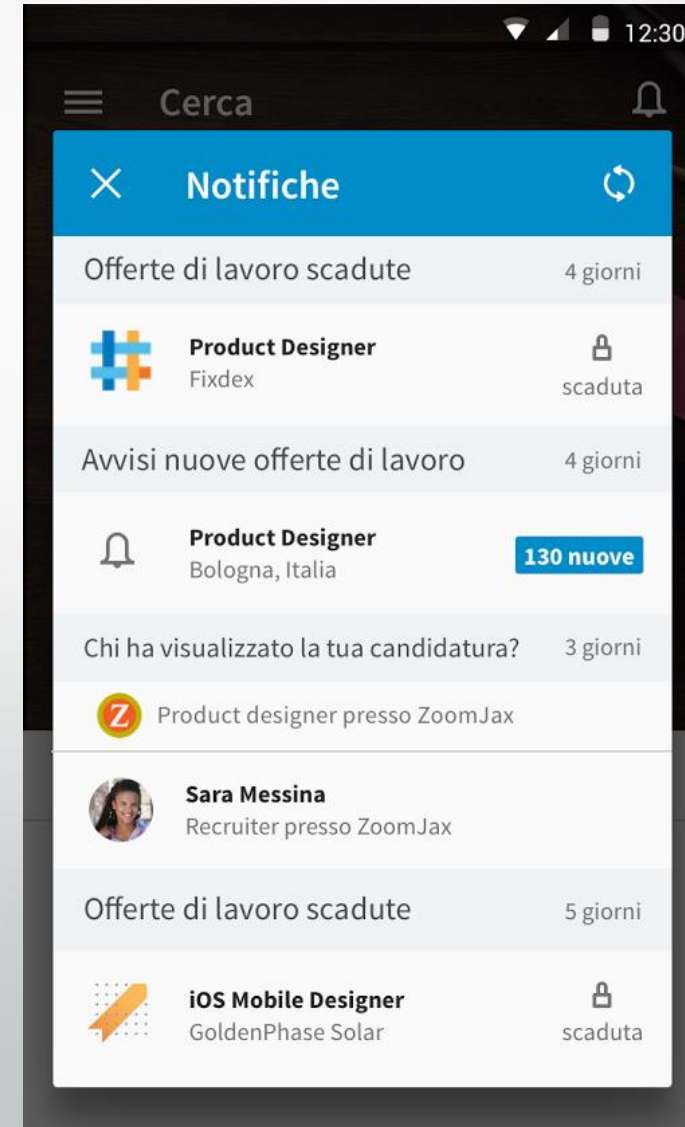 12:30
Cerca
Notifiche
Offerte di lavoro scadute 4 giorni
Product Designer
Fixdex
scaduta
Avvisi nuove offerte di lavoro 4 giorni
Product Designer
Bologna, Italia
130 nuove
Chi ha visualizzato la tua candidatura? 3 giorni
Z Product designer presso ZoomJax
Sara Messina
Recruiter presso ZoomJax
Offerte di lavoro scadute 5 giorni
iOS Mobile Designer
GoldenPhase Solar
scaduta